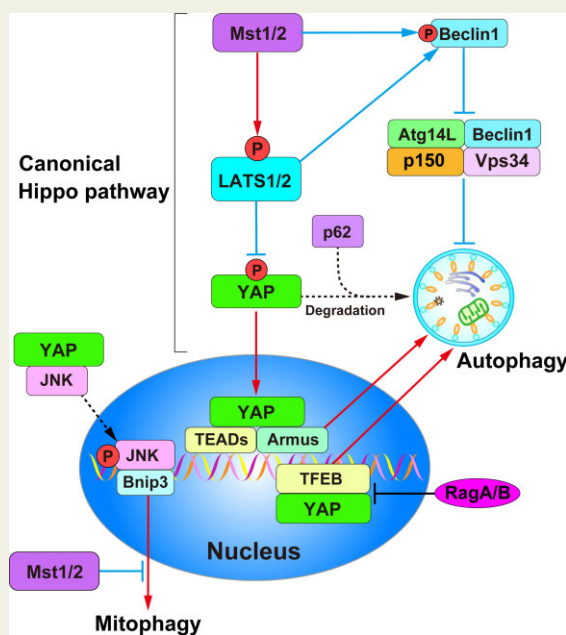 Mst1/2
P
Beclin1
P
LATS1/2
Atg14L
Beclin1
p150
Vps34
Canonical
Hippo pathway
p62
P
YAP
Degradation
Autophagy
YAP
JNK
YAP
TEADs
Armus
P
JNK
Bnip3
TFEB
YAP
RagA/B
Nucleus
Mst1/2
Mitophagy